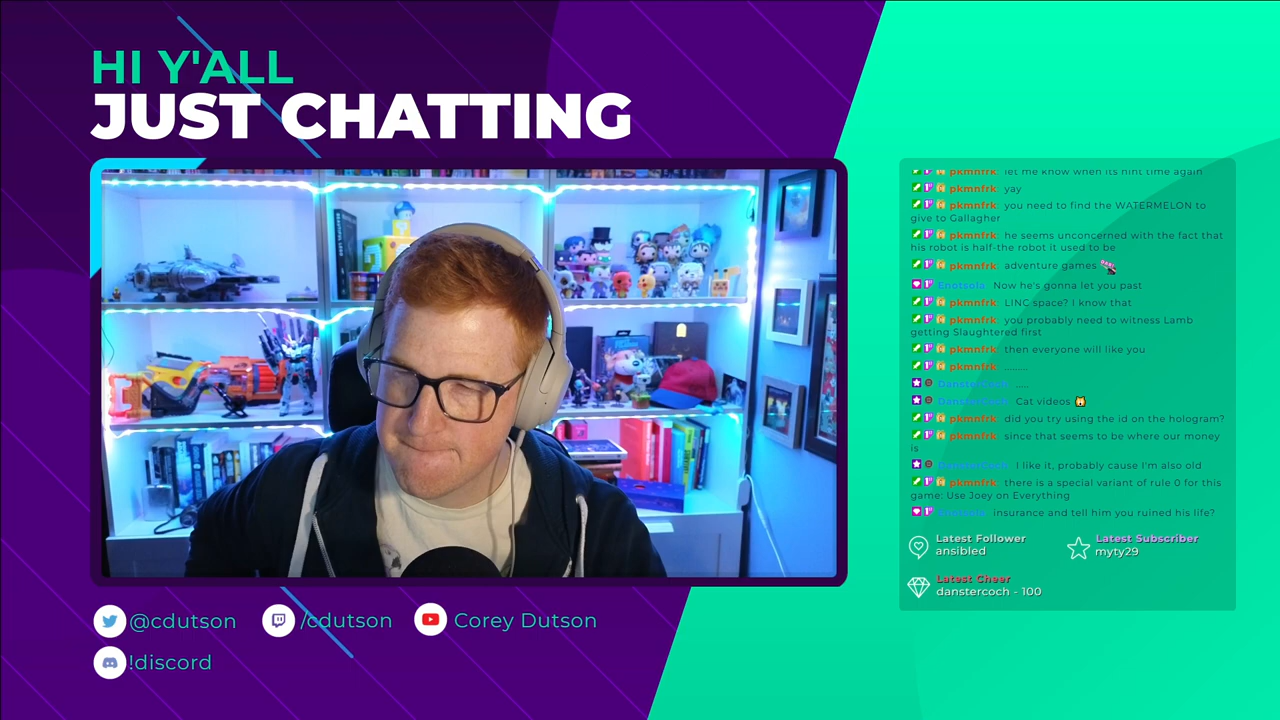 HI Y'ALL
JUST CHATTING
pkmnfrk: let me know when its hint time again
pkmnfrk: yay
pkmnfrk: you need to find the WATERMELON to
give to Gallagher
pkmnfrk: he seems unconcerned with the fact that
his robot is half-the robot it used to be
pkmnfrk: adventure games
Enotsola: Now he's gonna let you past
pkmnfrk: LINC space? I know that
pkmnfrk: you probably need to witness Lamb
getting Slaughtered first
pkmnfrk: then everyone will like you
pkmnfrk: .........
Danstercoch: .....
Danstercoch: Cat videos
pkmnfrk: did you try using the id on the hologram?
pkmnfrk: since that seems to be where our money
is
Danstercoch: I like it, probably cause I'm also old
pkmnfrk: there is a special variant of rule 0 for this
game: Use Joey on Everything
Enotsola: insurance and tell him you ruined his life?
Latest Follower
ansibled
Latest Subscriber
myty29
Latest Cheer
danstercoch - 100
@cdutson
/cdutson
Corey Dutson
!discord